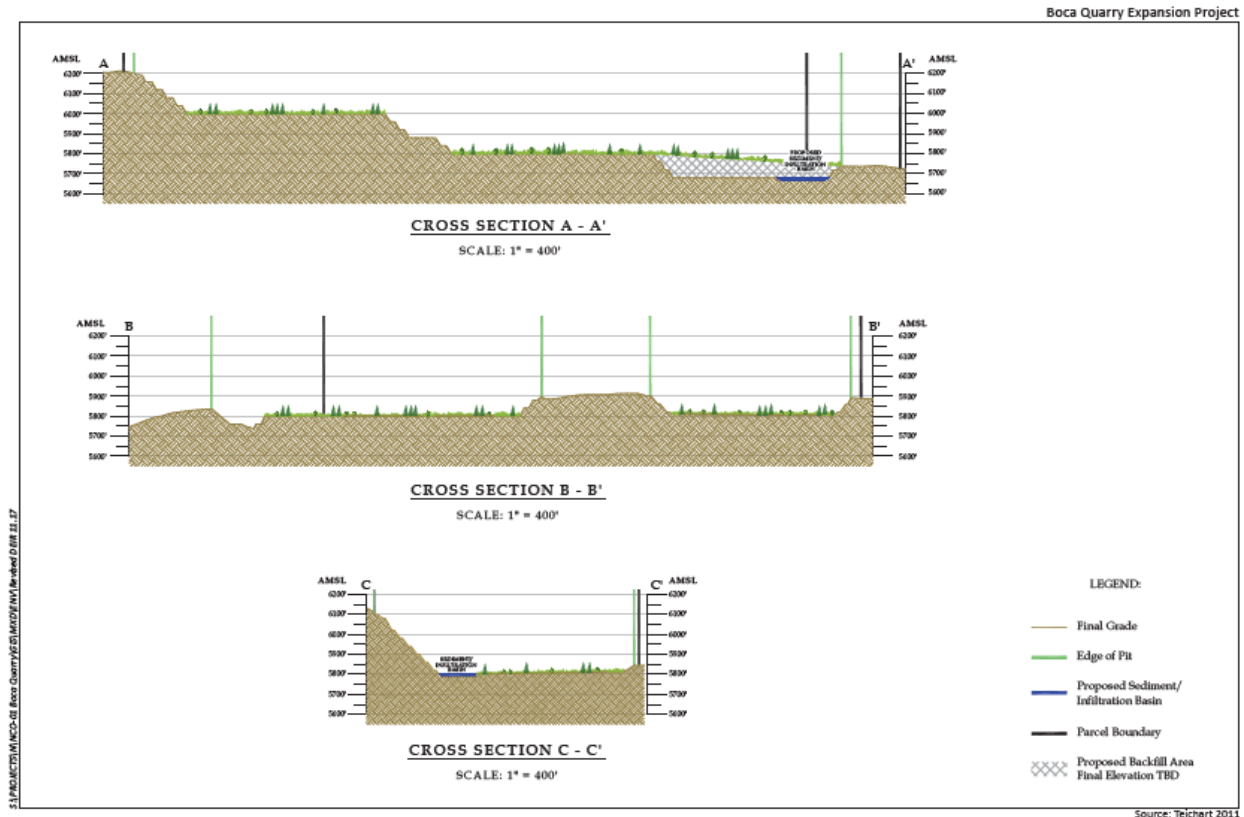 Boca Quarry Expansion Project
AMSL A A' AMSL
6200' 6200'
6100' 6100'
6000' 6000'
5900' 5900'
5800' 5800'
5700' 5700'
5600' 5600'
PROPOSED
SEDIMENT/
INFILTRATION
BASIN
CROSS SECTION A - A'
SCALE: 1" = 400'
AMSL B B' AMSL
6200' 6200'
6100' 6100'
6000' 6000'
5900' 5900'
5800' 5800'
5700' 5700'
5600' 5600'
CROSS SECTION B - B'
SCALE: 1" = 400'
AMSL C C' AMSL
6200' 6200'
6100' 6100'
6000' 6000'
5900' 5900'
5800' 5800'
5700' 5700'
5600' 5600'
SEDIMENT/
INFILTRATION
BASIN
CROSS SECTION C - C'
SCALE: 1" = 400'
LEGEND:
Final Grade
Edge of Pit
Proposed Sediment/
Infiltration Basin
Parcel Boundary
Proposed Backfill Area
Final Elevation TBD
Source: Teichart 2011